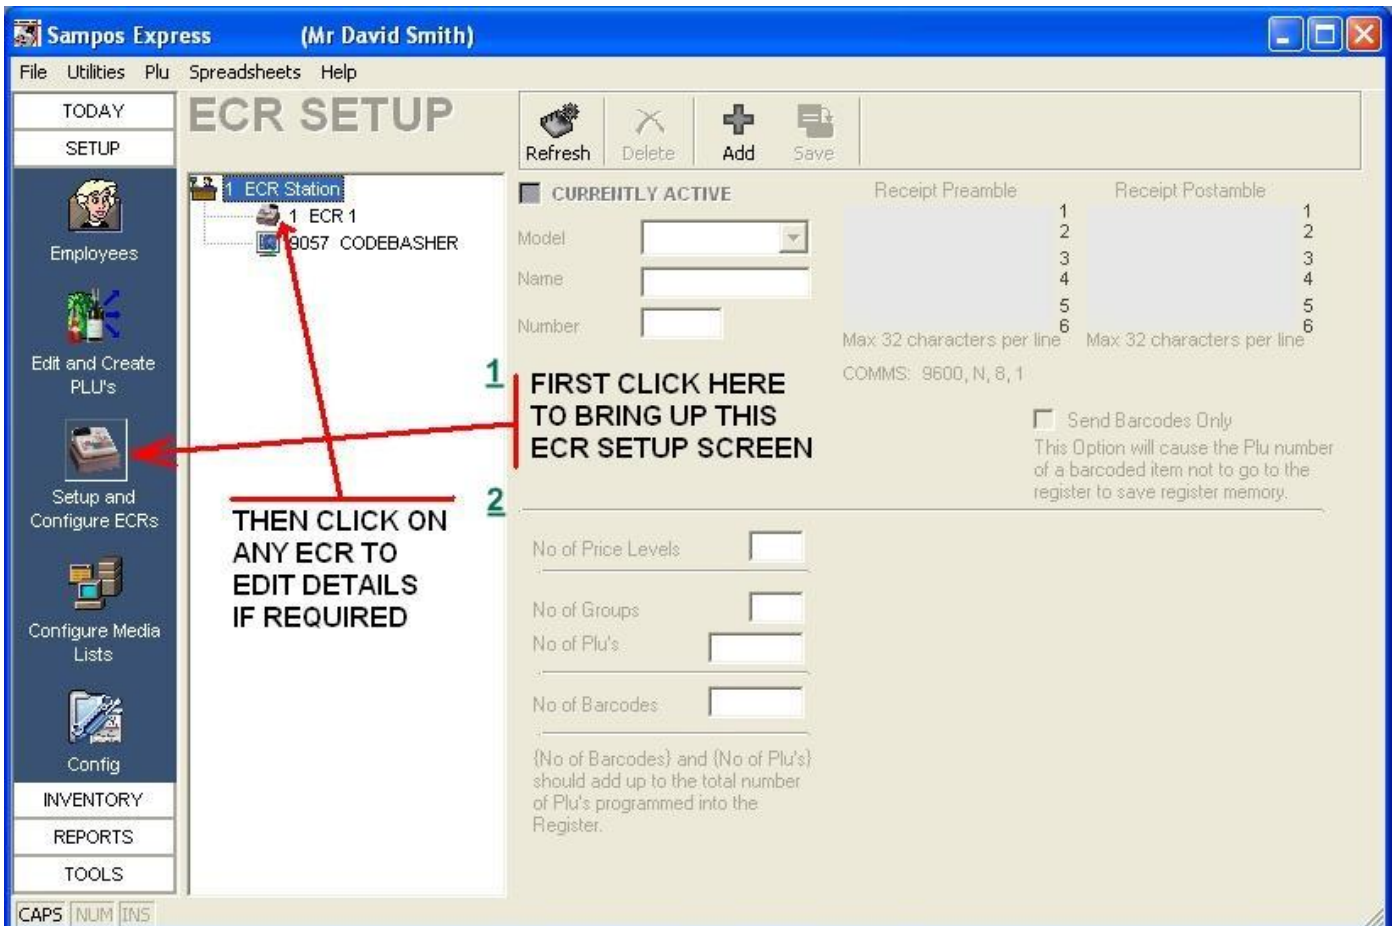 Sampos Express (Mr David Smith)
File Utilities Plu Spreadsheets Help
TODAY
SETUP
Employees
Edit and Create
PLU's
Setup and
Configure ECRs
Configure Media
Lists
Config
INVENTORY
REPORTS
TOOLS
CAPS NUM INS
ECR SETUP
1 ECR Station
1 ECR 1
9057 CODEBASHER
2
THEN CLICK ON
ANY ECR TO
EDIT DETAILS
IF REQUIRED
Refresh Delete Add Save
CURRENTLY ACTIVE
Model
Name
Number
1
FIRST CLICK HERE
TO BRING UP THIS
ECR SETUP SCREEN
Receipt Preamble
1
2
3
4
5
6
Max 32 characters per line
Receipt Postamble
1
2
3
4
5
6
Max 32 characters per line
COMMS: 9600, N, 8, 1
Send Barcodes Only
This Option will cause the Plu number
of a barcoded item not to go to the
register to save register memory.
No of Price Levels
No of Groups
No of Plu's
No of Barcodes
{No of Barcodes} and {No of Plu's}
should add up to the total number
of Plu's programmed into the
Register.